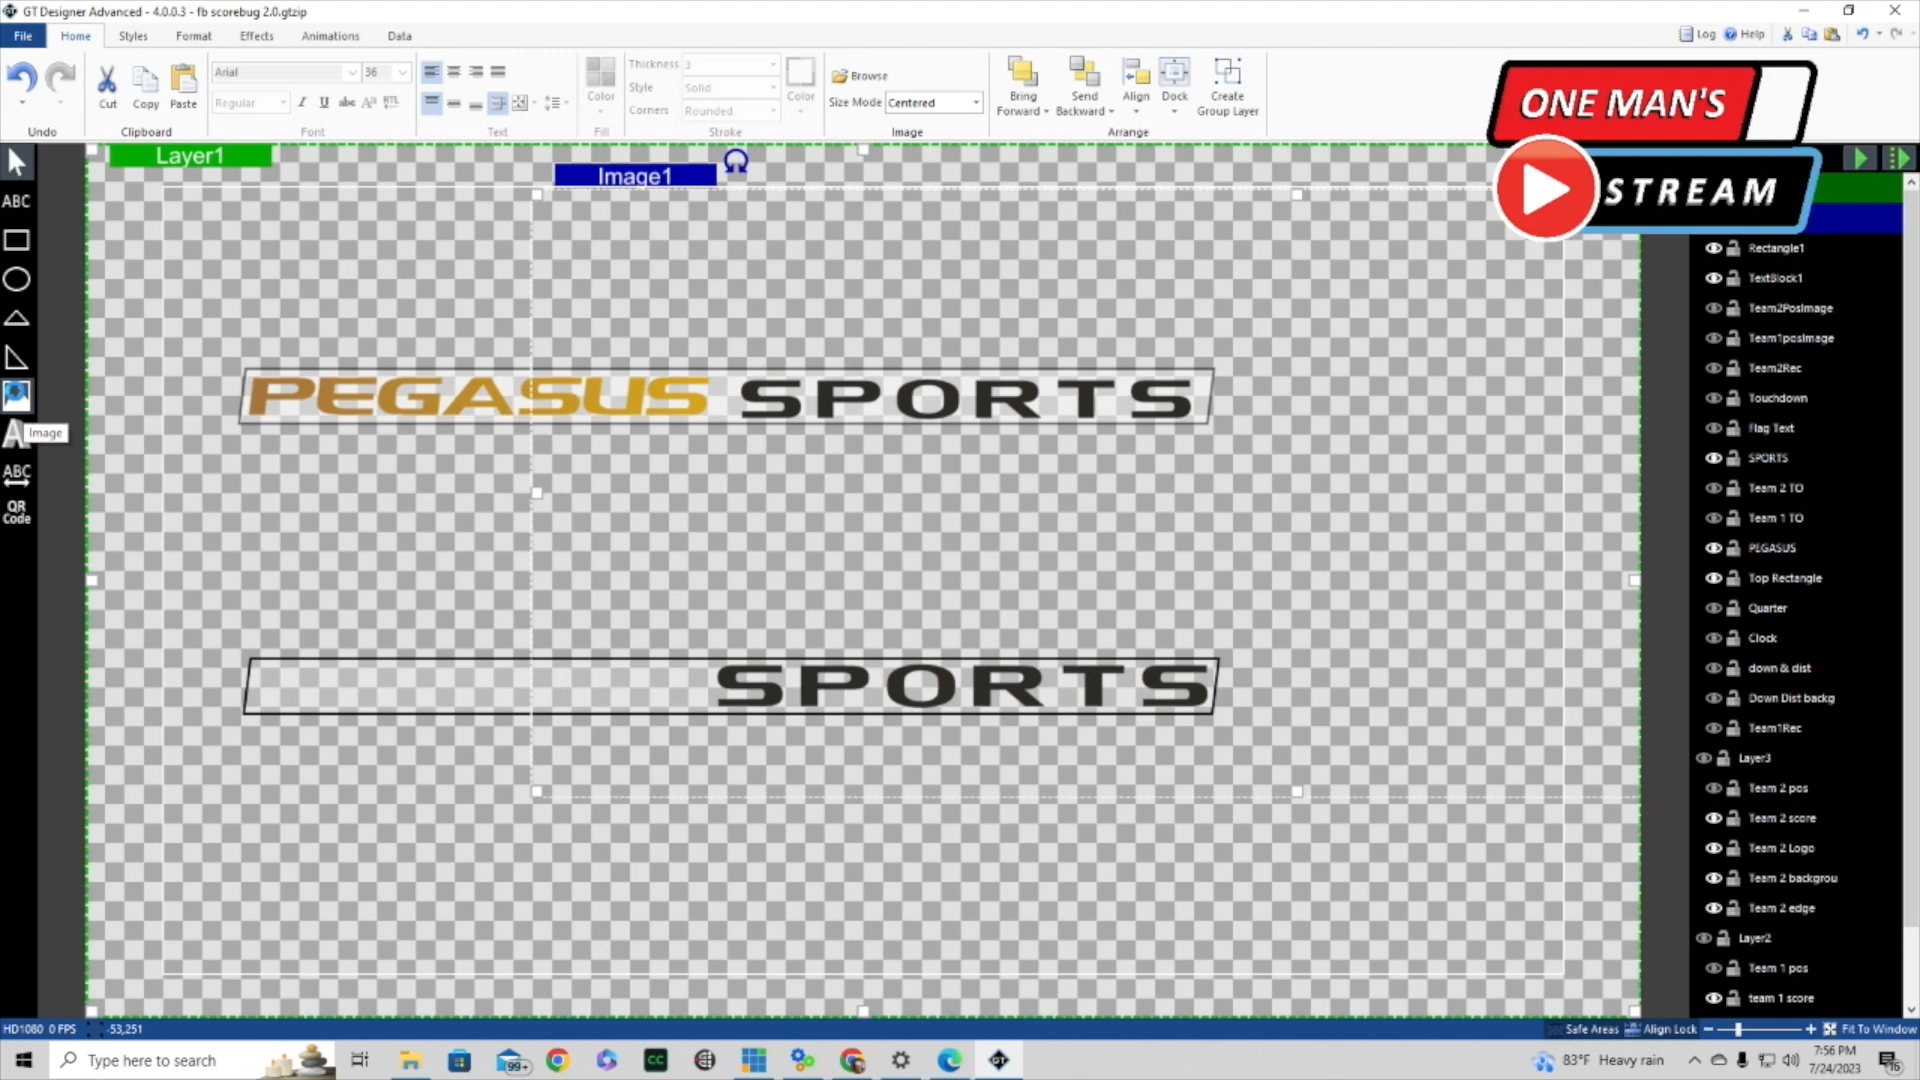 GT Designer Advanced - 4.0.0.3 - fb scorebug 2.0.gtzip
File Home Styles Format Effects Animations Data
Log Help
Cut Copy Paste
Arial 36
Regular
abc RTL
Color
Thickness 3
Style Solid
Corners Rounded
Color
Browse
Size Mode Centered
Bring Forward
Send Backward
Align
Dock
Create Group Layer
Undo Clipboard Font Text Fill Stroke Image Arrange
ONE MAN'S
STREAM
Layer1
Image1
ABC
Image
ABC
QR
Code
PEGASUS SPORTS
SPORTS
Rectangle1
TextBlock1
Team2PosImage
Team1posImage
Team2Rec
Touchdown
Flag Text
SPORTS
Team 2 TO
Team 1 TO
PEGASUS
Top Rectangle
Quarter
Clock
down & dist
Down Dist backg
Team1Rec
Layer3
Team 2 pos
Team 2 score
Team 2 Logo
Team 2 backgrou
Team 2 edge
Layer2
Team 1 pos
team 1 score
HD1080 0 FPS -53,251
Safe Areas Align Lock Fit To Window
Type here to search
99+
CC
GT
83°F Heavy rain
7:56 PM
7/24/2023
16